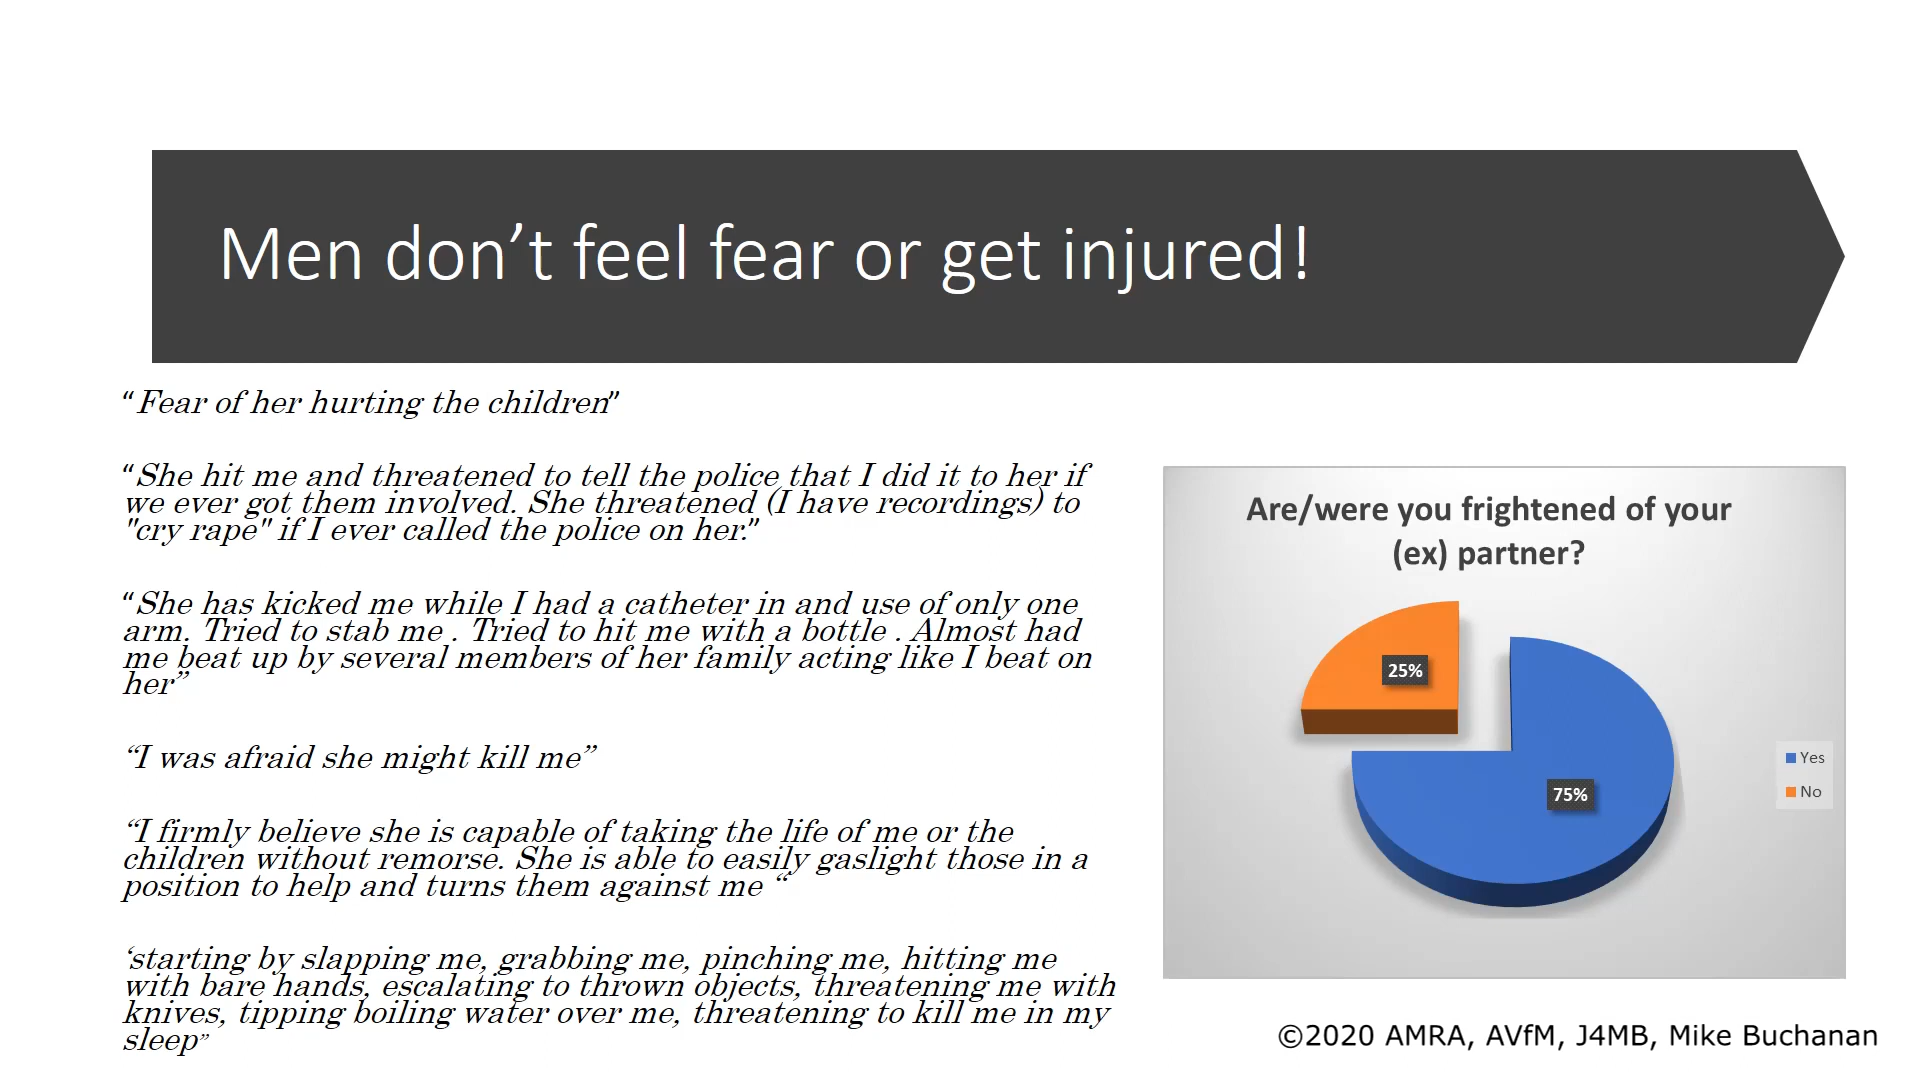 Men don’t feel fear or get injured!
“Fear of her hurting the children”
“She hit me and threatened to tell the police that I did it to her if
we ever got them involved. She threatened (I have recordings) to
"cry rape" if I ever called the police on her.”
“She has kicked me while I had a catheter in and use of only one
arm. Tried to stab me . Tried to hit me with a bottle . Almost had
me beat up by several members of her family acting like I beat on
her”
“I was afraid she might kill me”
“I firmly believe she is capable of taking the life of me or the
children without remorse. She is able to easily gaslight those in a
position to help and turns them against me “
‘starting by slapping me, grabbing me, pinching me, hitting me
with bare hands, escalating to thrown objects, threatening me with
knives, tipping boiling water over me, threatening to kill me in my
sleep”
Are/were you frightened of your
(ex) partner?
25%
75%
Yes
No
©2020 AMRA, AVfM, J4MB, Mike Buchanan